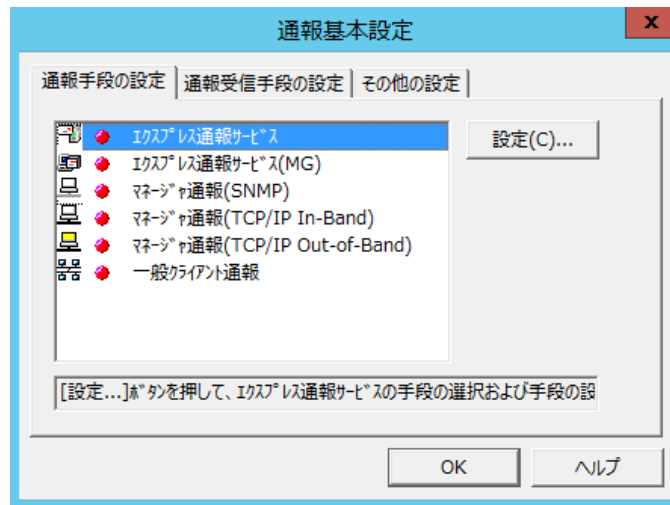 通報基本設定
x
通報手段の設定 通報受信手段の設定 その他の設定
ｴｸｽﾌﾟﾚｽ通報ｻｰﾋﾞｽ
設定(C)...
ｴｸｽﾌﾟﾚｽ通報ｻｰﾋﾞｽ(MG)
ﾏﾈｰｼﾞｬ通報(SNMP)
ﾏﾈｰｼﾞｬ通報(TCP/IP In-Band)
ﾏﾈｰｼﾞｬ通報(TCP/IP Out-of-Band)
一般ｸﾗｲｱﾝﾄ通報
[設定...]ﾎﾞﾀﾝを押して、ｴｸｽﾌﾟﾚｽ通報ｻｰﾋﾞｽの手段の選択および手段の設
OK ヘルプ